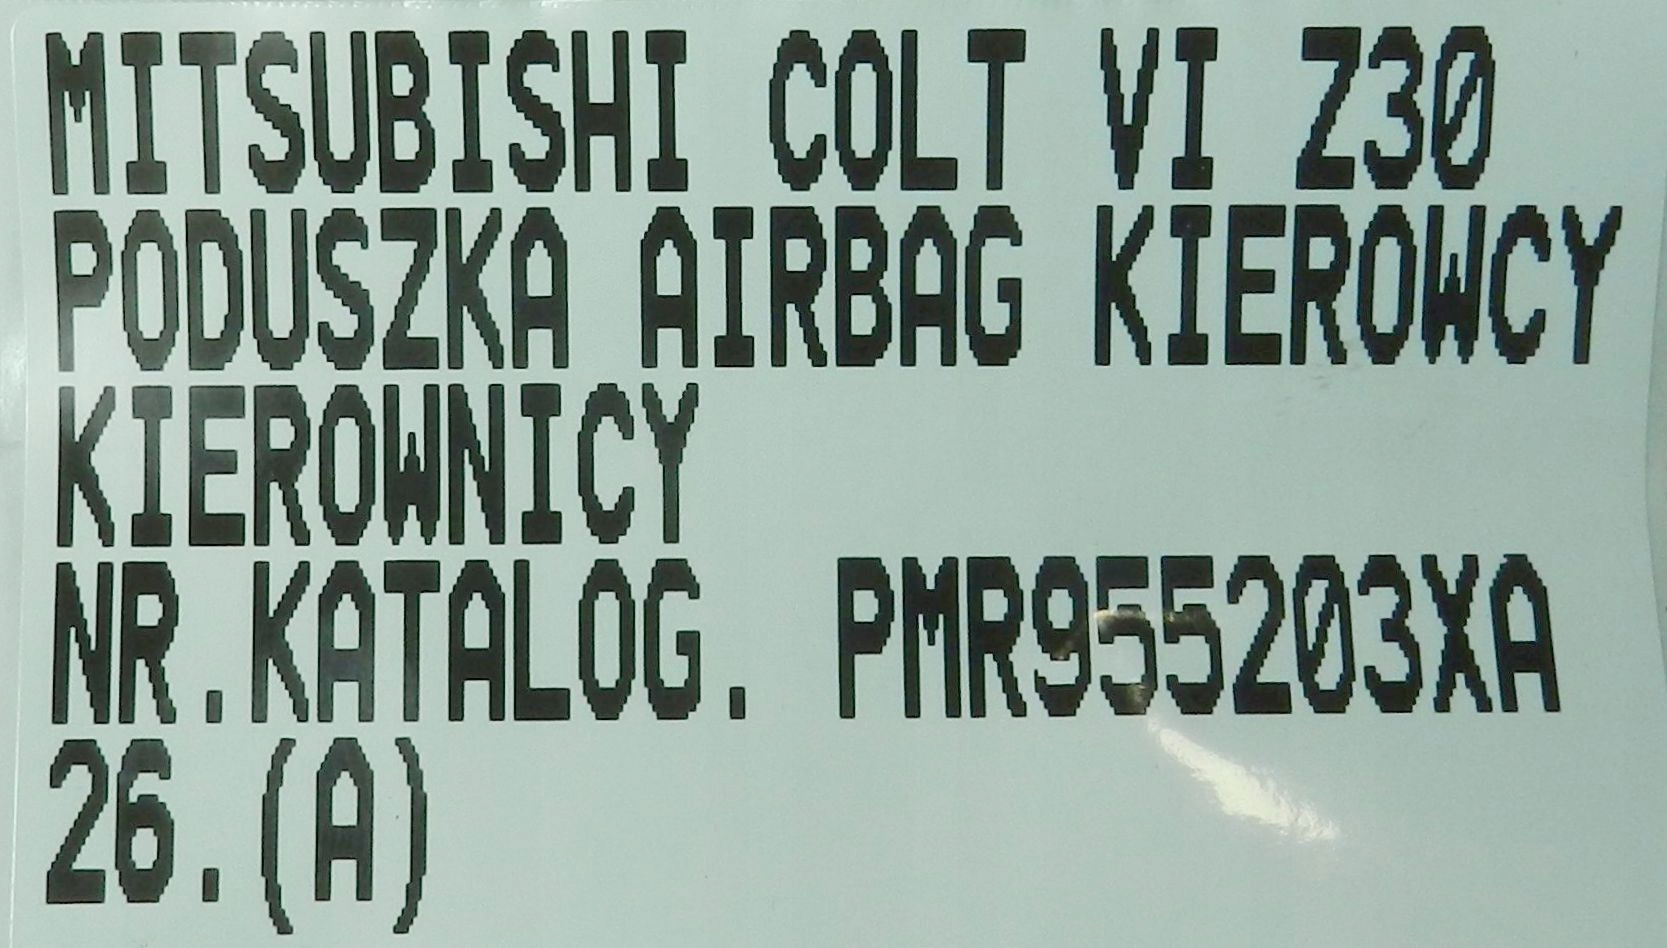 MITSUBISHI COLT VI Z30
PODUSZKA AIRBAG KIEROWCY
KIEROWNICY
NR.KATALOG. PMR955203XA
26.(A)